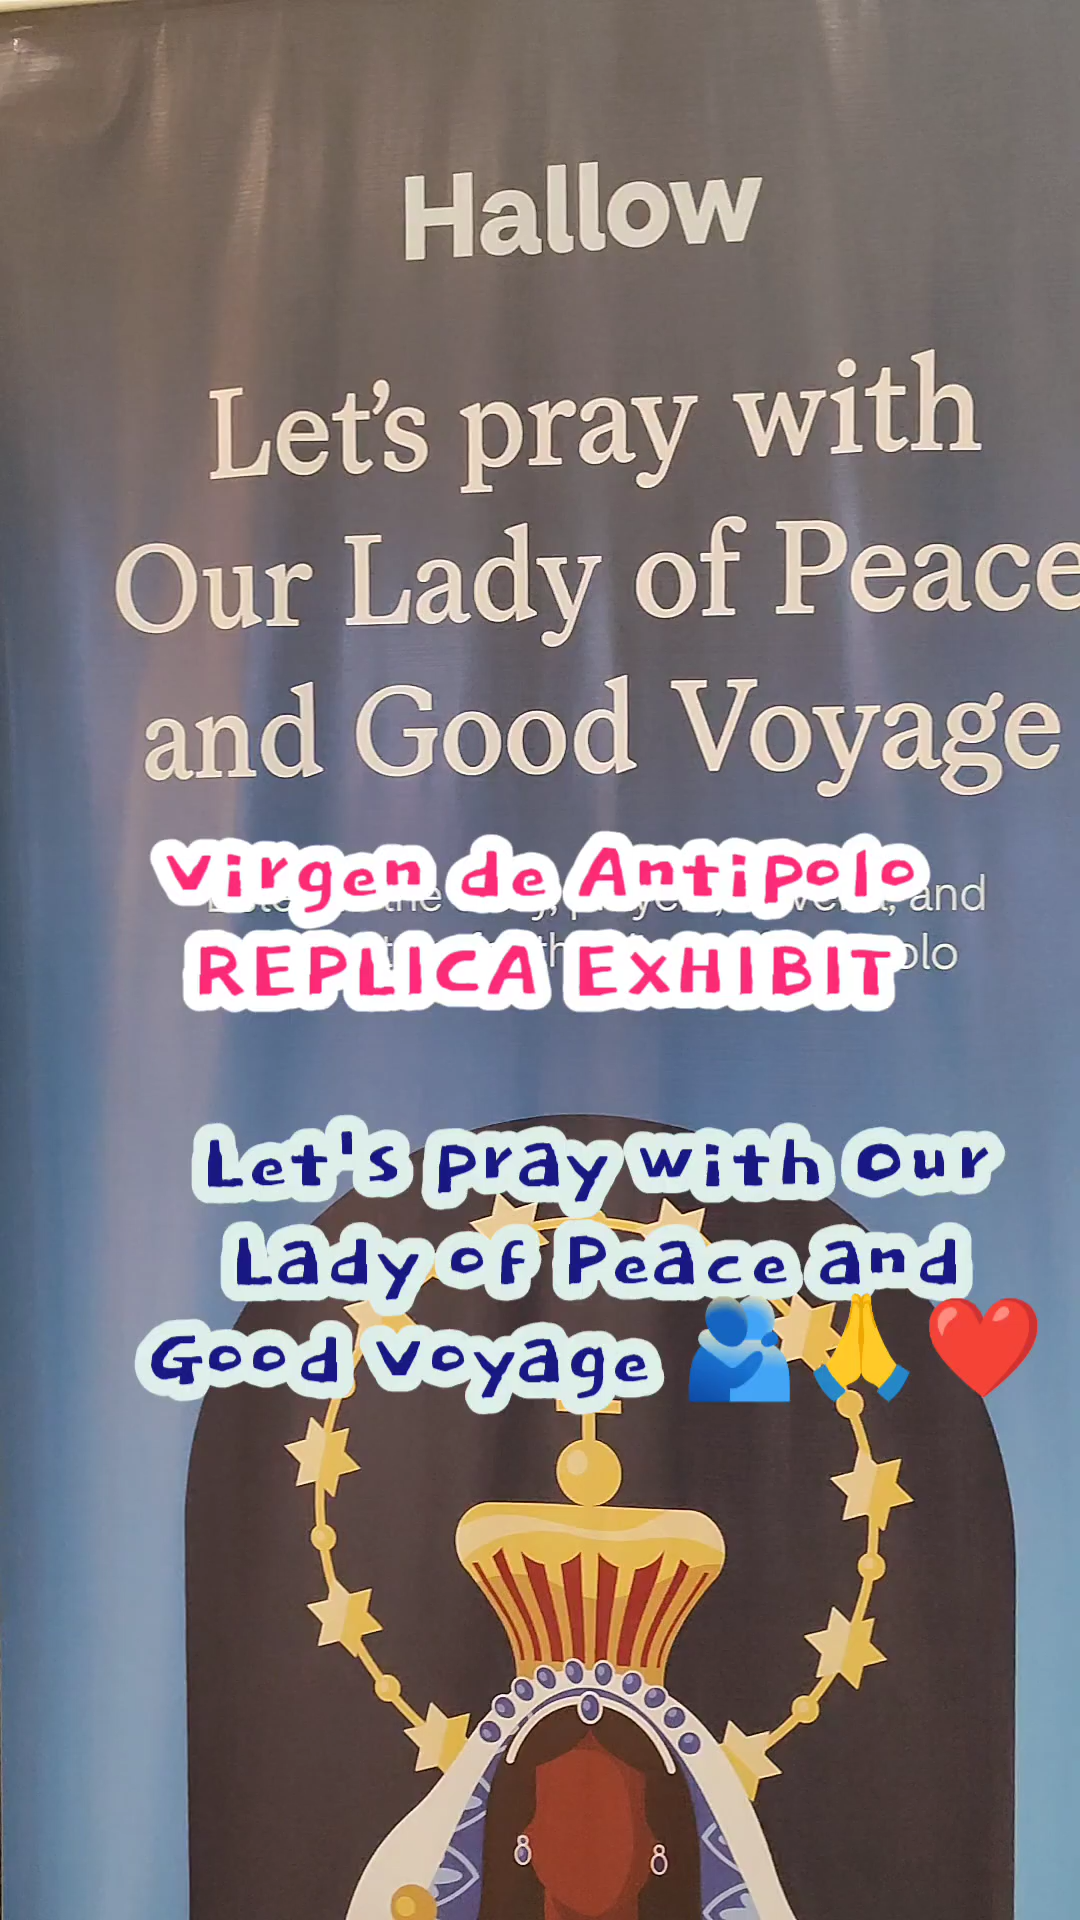 Hallow
Let's pray with
Our Lady of Peace
and Good Voyage
Virgen de Antipolo
REPLICA EXHIBIT
and
Let's pray with Our
Lady of Peace and
Good Voyage 🫂🙏❤️